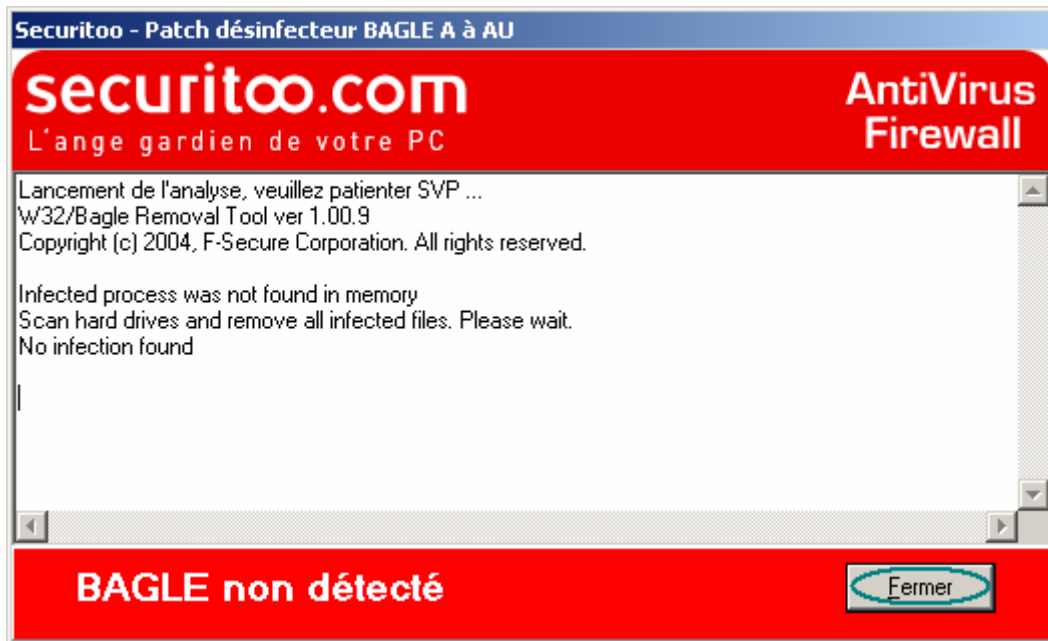 Securitoo - Patch désinfecteur BAGLE A à AU
securitoo.com
L'ange gardien de votre PC
AntiVirus
Firewall
Lancement de l'analyse, veuillez patienter SVP ...
W32/Bagle Removal Tool ver 1.00.9
Copyright (c) 2004, F-Secure Corporation. All rights reserved.
Infected process was not found in memory
Scan hard drives and remove all infected files. Please wait.
No infection found
BAGLE non détecté
Fermer